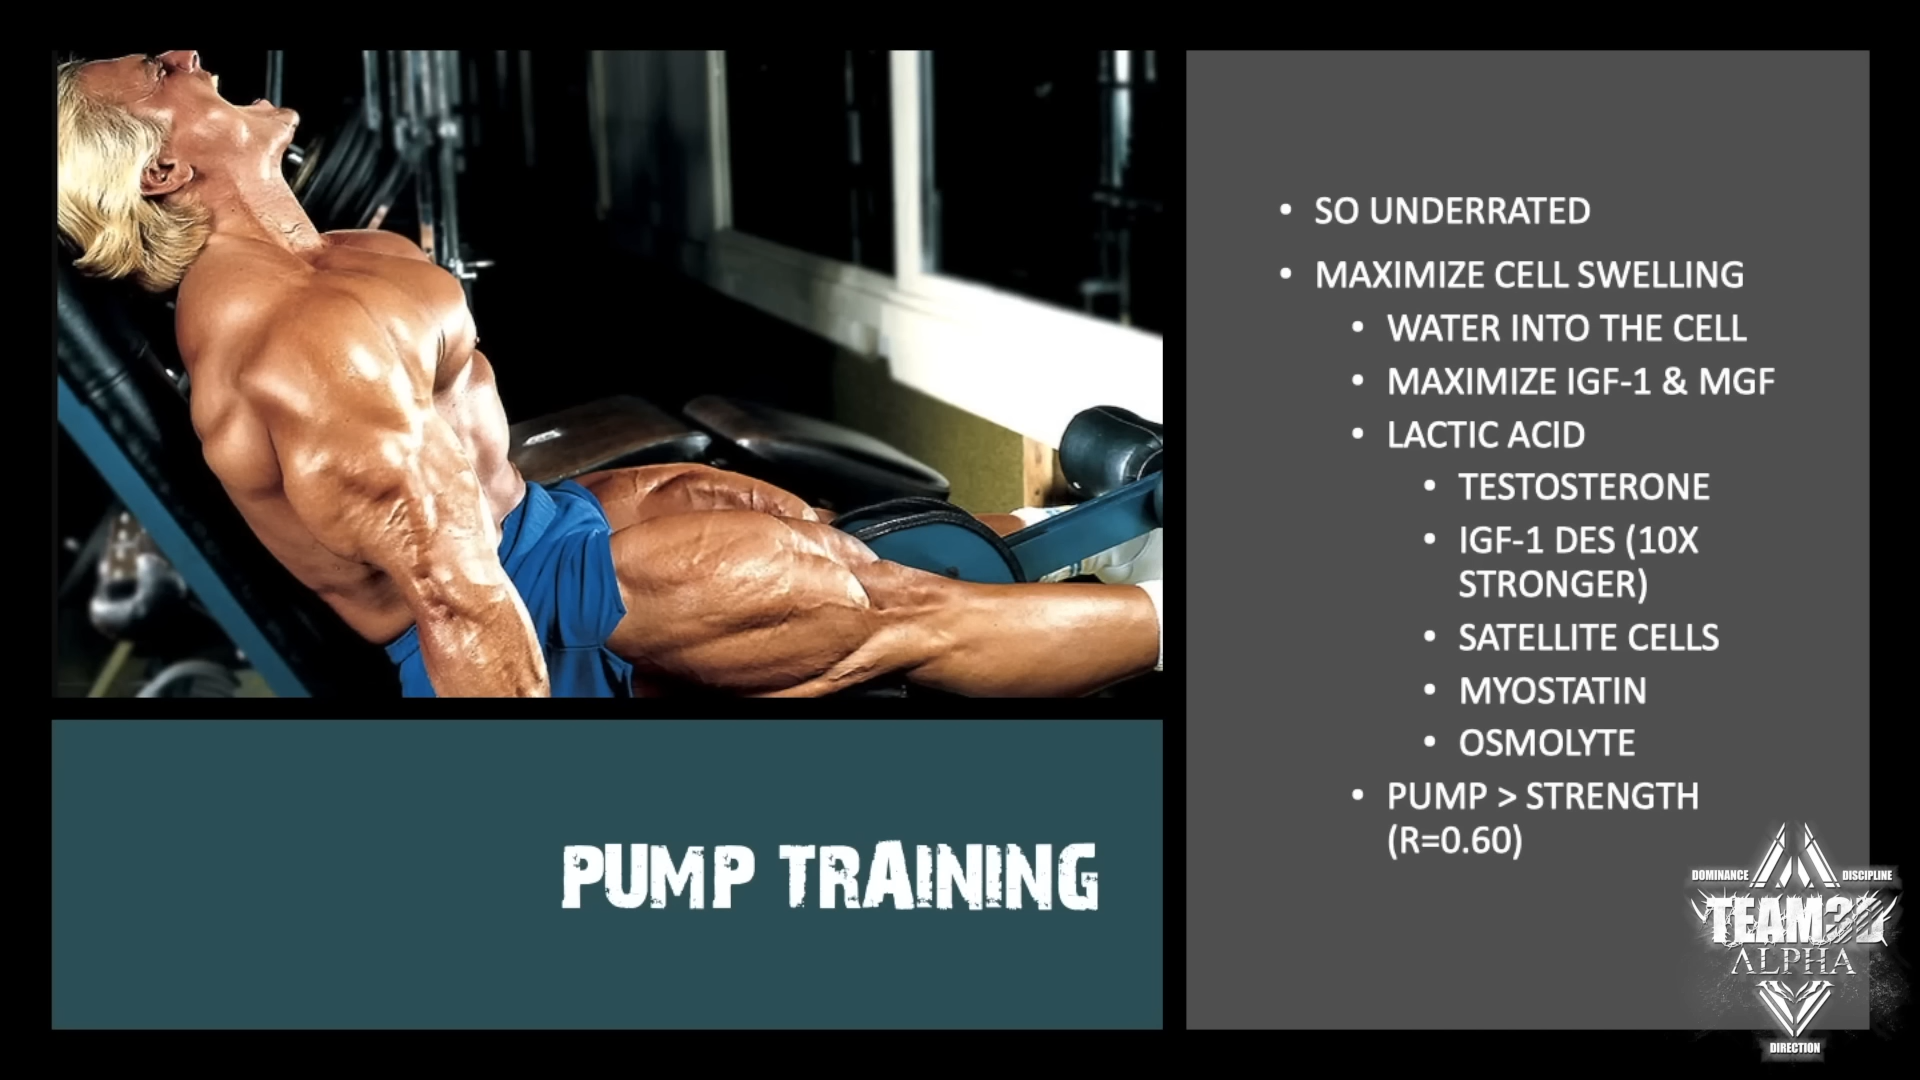 PUMP TRAINING
• SO UNDERRATED
• MAXIMIZE CELL SWELLING
• WATER INTO THE CELL
• MAXIMIZE IGF-1 & MGF
• LACTIC ACID
• TESTOSTERONE
• IGF-1 DES (10X
STRONGER)
• SATELLITE CELLS
• MYOSTATIN
• OSMOLYTE
• PUMP > STRENGTH
(R=0.60)
DOMINANCE DISCIPLINE
TEAM3D
ALPHA
DIRECTION